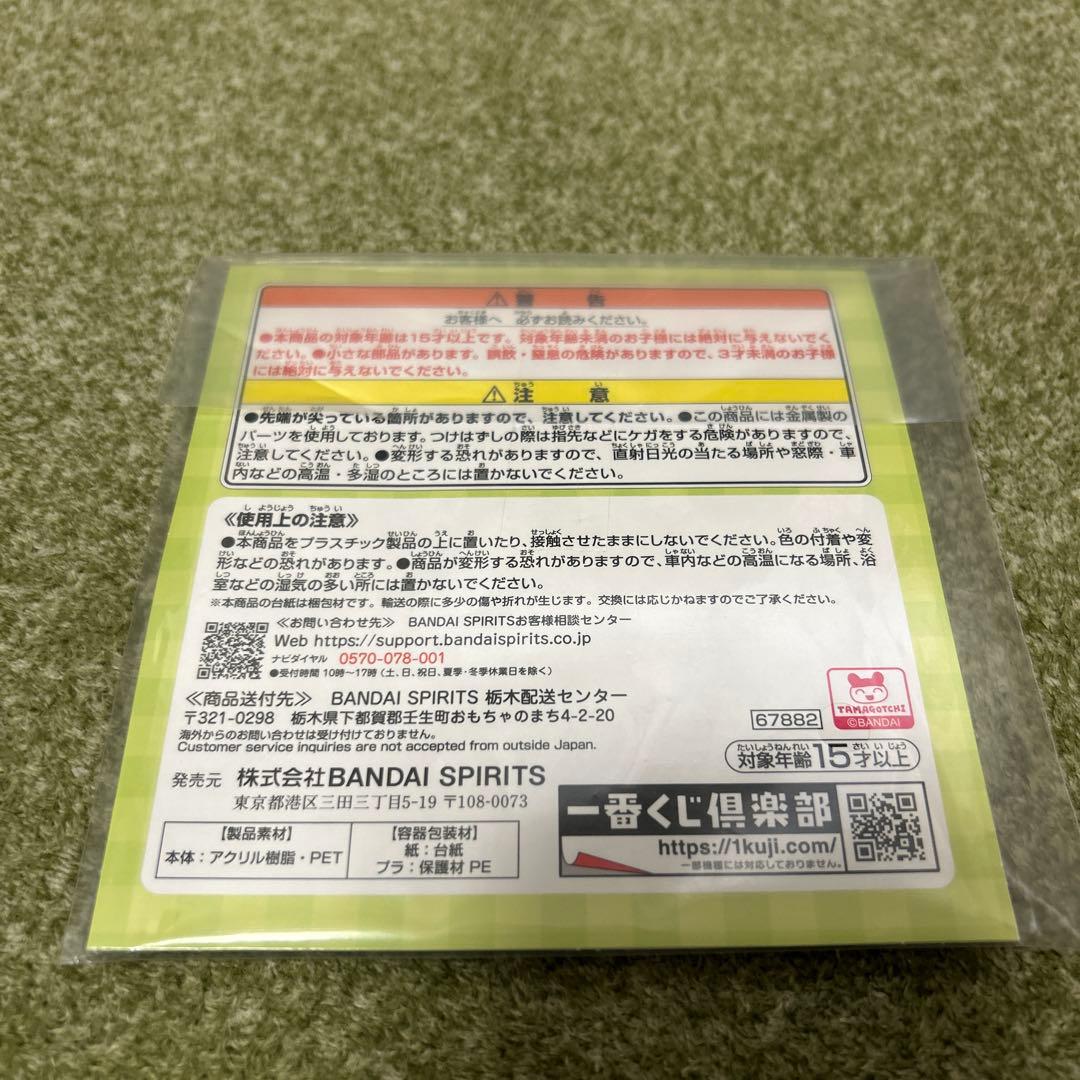 ⚠警 告
お客様へ 必ずお読みください。
●本商品の対象年齢は15才以上です。対象年齢未満のお子様には絶対に与えないでく
ださい。●小さな部品があります。誤飲・窒息の危険がありますので、3才未満のお子様
には絶対に与えないでください。
⚠注 意
●先端が尖っている箇所がありますので、注意してください。●この商品には金属製の
パーツを使用しております。つけはずしの際は指先などにケガをする危険がありますので、
注意してください。●変形する恐れがありますので、直射日光の当たる場所や窓際・車
内などの高温・多湿のところには置かないでください。
《使用上の注意》
●本商品をプラスチック製品の上に置いたり、接触させたままにしないでください。色の付着や変
形などの恐れがあります。●商品が変形する恐れがありますので、車内などの高温になる場所、浴
室などの湿気の多い所には置かないでください。
※本商品の台紙は梱包材です。輸送の際に多少の傷や折れが生じます。交換には応じかねますのでご了承ください。
≪お問い合わせ先≫ BANDAI SPIRITSお客様相談センター
Web https://support.bandaispirits.co.jp
ナビダイヤル 0570-078-001
●受付時間 10時〜17時(土、日、祝日、夏季・冬季休業日を除く)
≪商品送付先≫ BANDAI SPIRITS 栃木配送センター
〒321-0298 栃木県下都賀郡壬生町おもちゃのまち4-2-20
海外からのお問い合わせは受け付けておりません。
Customer service inquiries are not accepted from outside Japan.
67882
TAMAGOTCHI
©BANDAI
対象年齢15才以上
発売元 株式会社BANDAI SPIRITS
東京都港区三田三丁目5-19 〒108-0073
【製品素材】
本体：アクリル樹脂・PET
【容器包装材】
紙：台紙
プラ：保護材 PE
一番くじ倶楽部
https://1kuji.com/
一部機種には対応しておりません。